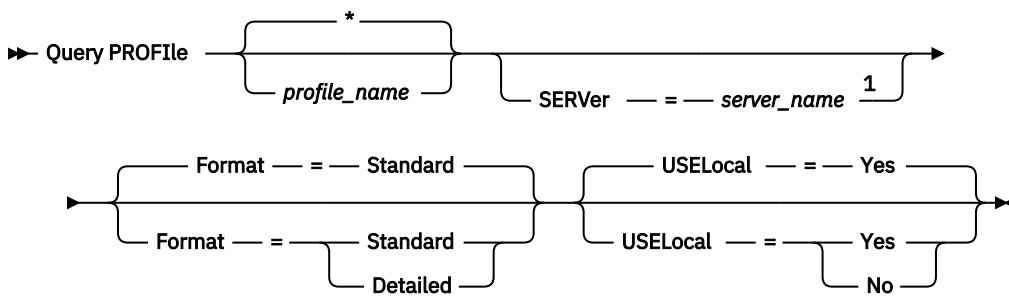 *
Query PROFIle
profile_name
SERVer = server_name 1
Format = Standard
USELocal = Yes
Format = Standard
Detailed
USELocal = Yes
No